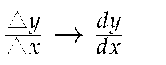 △y/△x → dy/dx